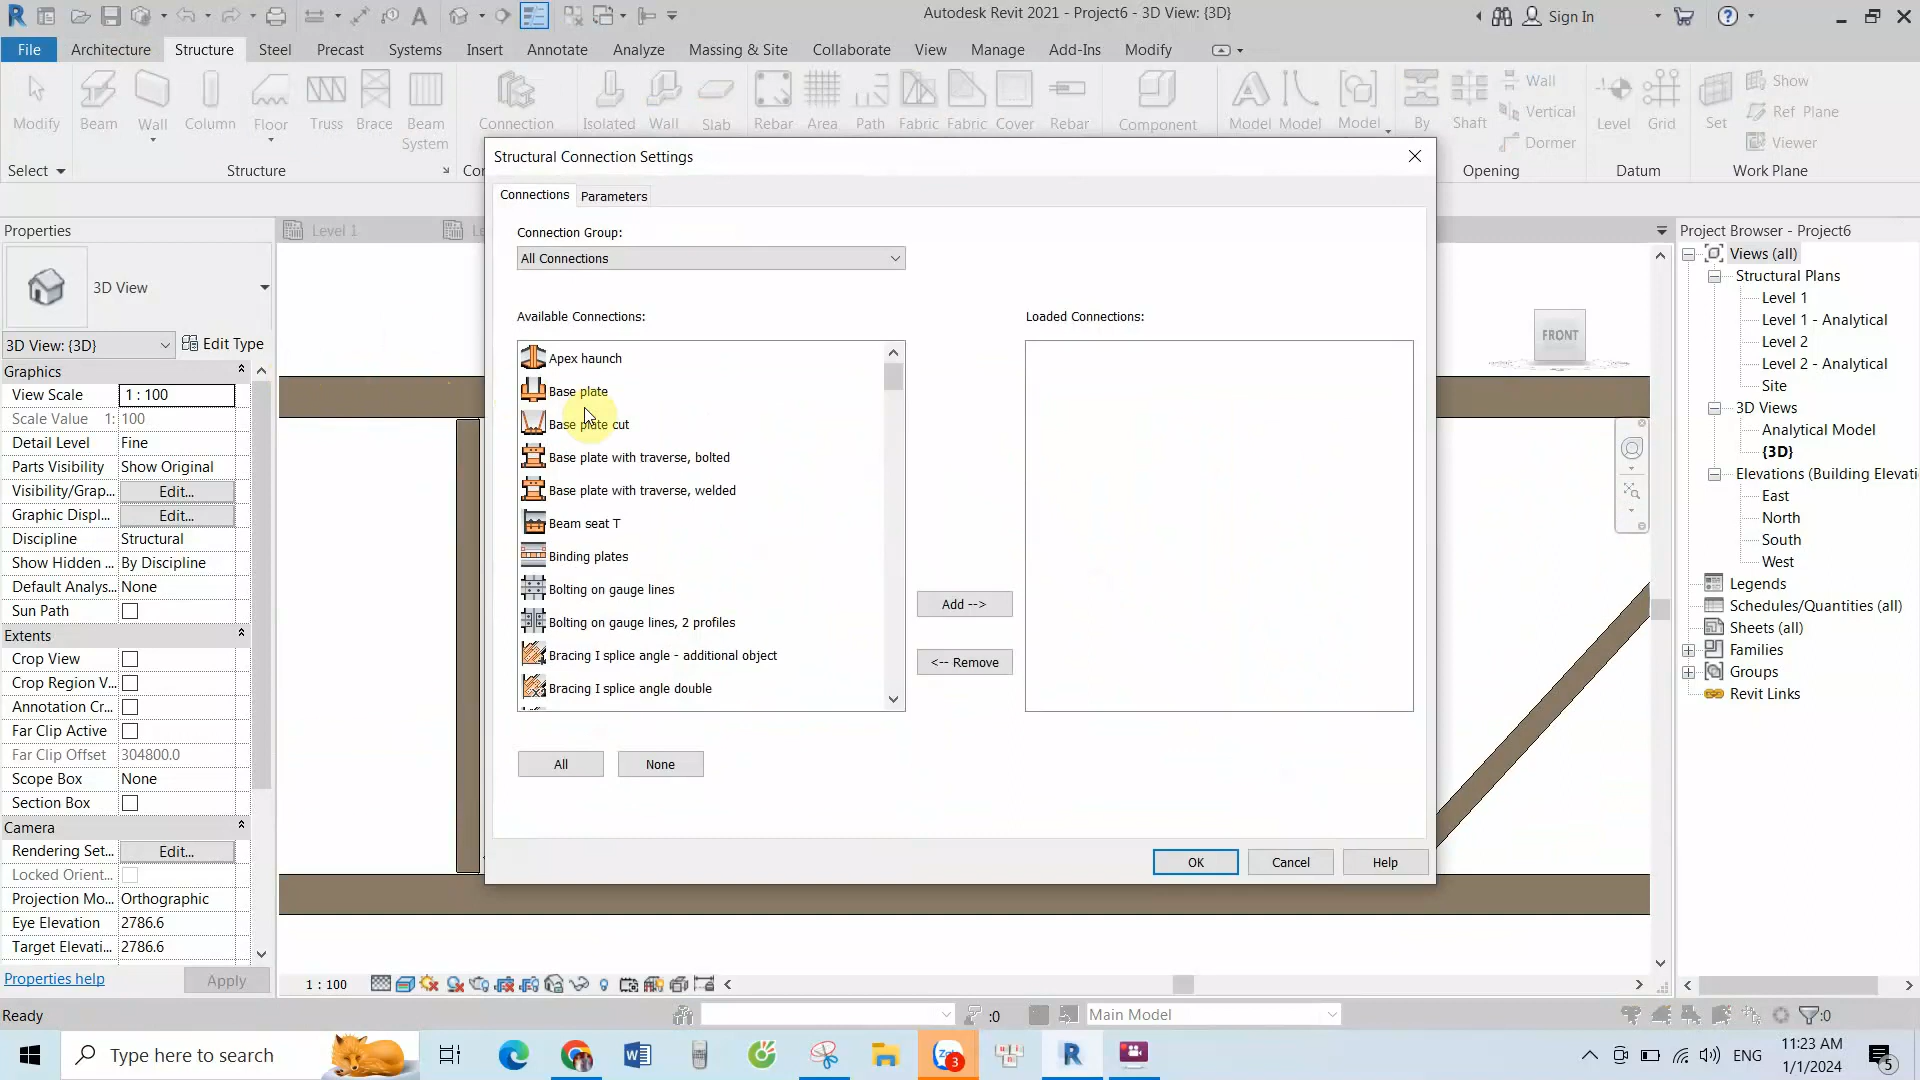 Autodesk Revit 2021 - Project6 - 3D View: {3D}
Sign In
File Architecture Structure Steel Precast Systems Insert Annotate Analyze Massing & Site Collaborate View Manage Add-Ins Modify
Modify Beam Wall Column Floor Truss Brace Beam System Connection Isolated Wall Slab Rebar Area Path Fabric Fabric Cover Rebar Component Model Model Model By Shaft Wall Vertical Dormer Level Grid Set Show Ref Plane Viewer
Select Structure Opening Datum Work Plane
Properties
3D View
3D View: {3D} Edit Type
Graphics
View Scale 1 : 100
Scale Value 1: 100
Detail Level Fine
Parts Visibility Show Original
Visibility/Grap... Edit...
Graphic Displ... Edit...
Discipline Structural
Show Hidden ... By Discipline
Default Analys... None
Sun Path
Extents
Crop View
Crop Region V...
Annotation Cr...
Far Clip Active
Far Clip Offset 304800.0
Scope Box None
Section Box
Camera
Rendering Set... Edit...
Locked Orient...
Projection Mo... Orthographic
Eye Elevation 2786.6
Target Elevati... 2786.6
Properties help Apply
Level 1
Structural Connection Settings
Connections Parameters
Connection Group:
All Connections
Available Connections:
Apex haunch
Base plate
Base plate cut
Base plate with traverse, bolted
Base plate with traverse, welded
Beam seat T
Binding plates
Bolting on gauge lines
Bolting on gauge lines, 2 profiles
Bracing I splice angle - additional object
Bracing I splice angle double
All None
Add -->
<-- Remove
Loaded Connections:
OK Cancel Help
FRONT
Project Browser - Project6
Views (all)
Structural Plans
Level 1
Level 1 - Analytical
Level 2
Level 2 - Analytical
Site
3D Views
Analytical Model
{3D}
Elevations (Building Elevati
East
North
South
West
Legends
Schedules/Quantities (all)
Sheets (all)
Families
Groups
Revit Links
1 : 100
Ready
:0
Main Model
:0
Type here to search
3
ENG
11:23 AM
1/1/2024
5